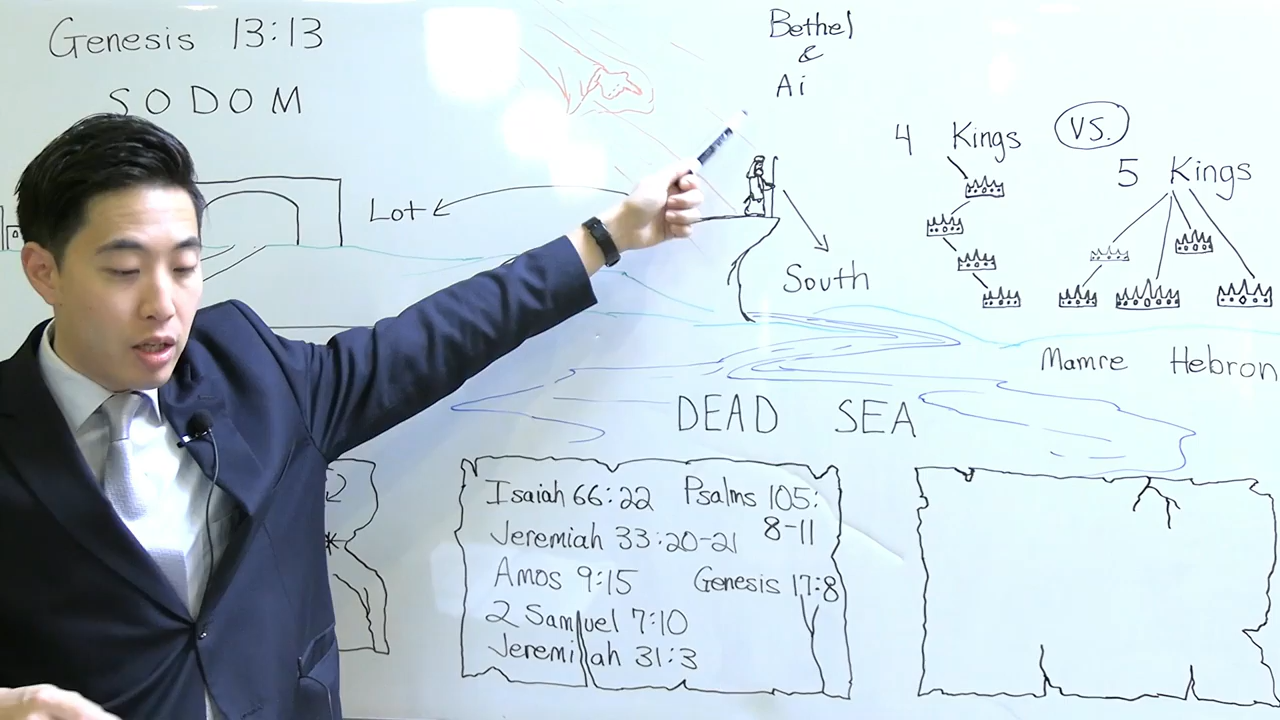 Genesis 13:13
SODOM
Bethel
&
Ai
4 Kings
VS.
5 Kings
Lot
South
Mamre Hebron
DEAD SEA
Isaiah 66:22 Psalms 105:
8-11
Jeremiah 33:20-21
Amos 9:15 Genesis 17:8
2 Samuel 7:10
Jeremiah 31:3